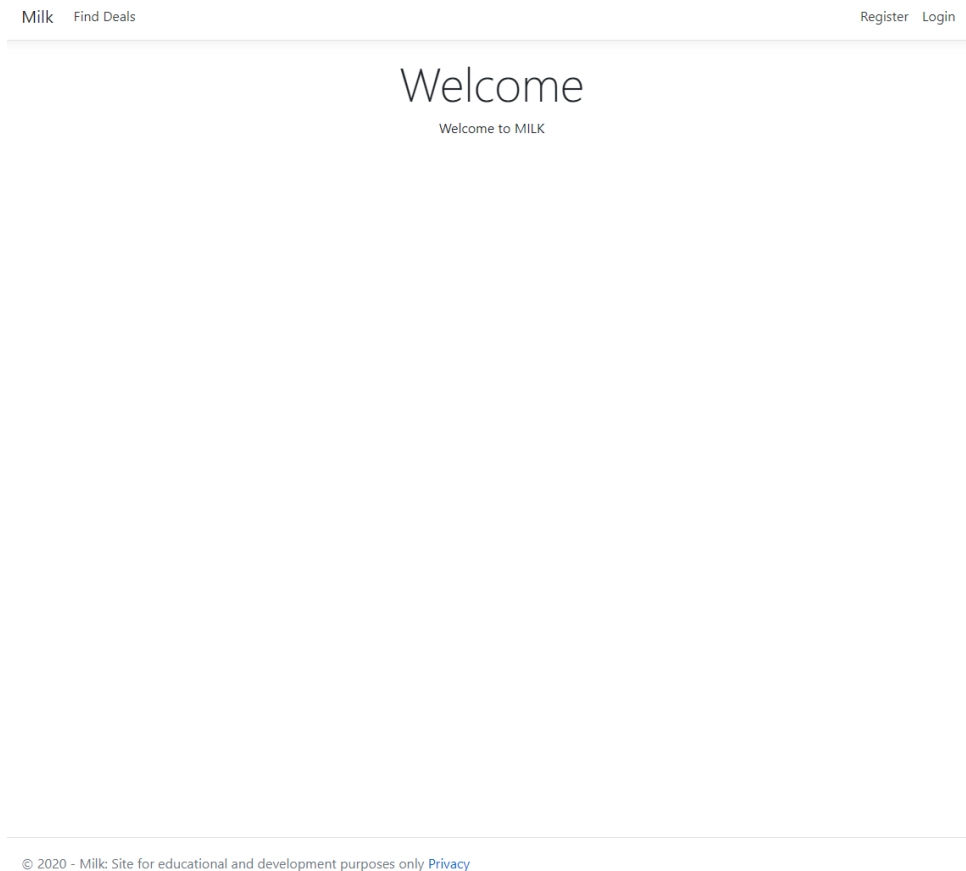 Milk Find Deals Register Login
Welcome
Welcome to MILK
© 2020 - Milk: Site for educational and development purposes only Privacy